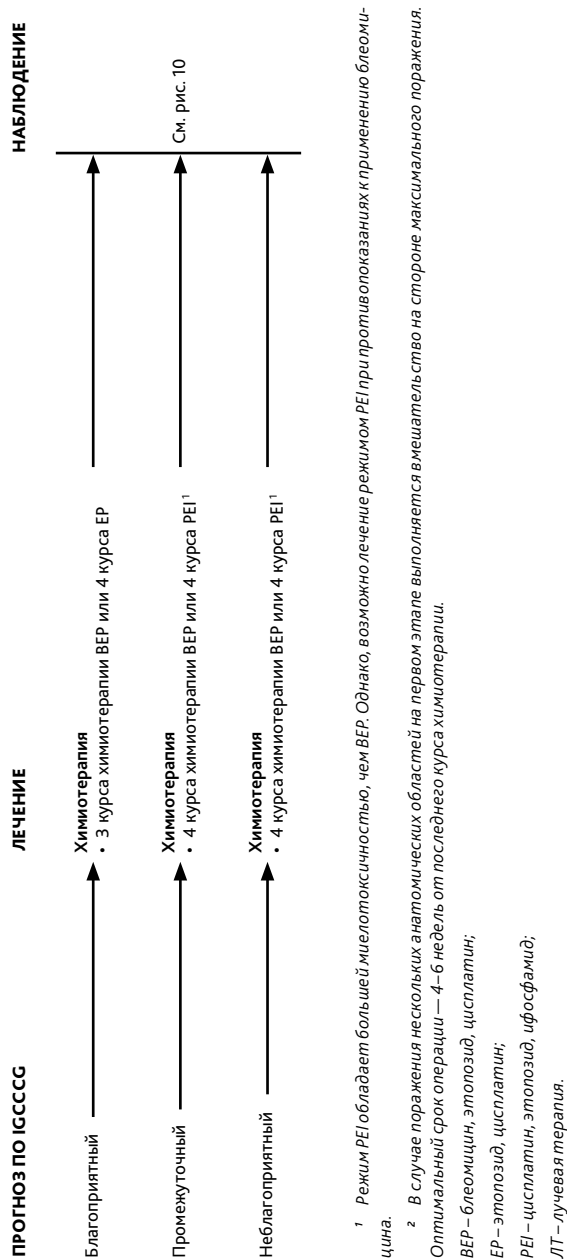 ПРОГНОЗ ПО IGCCCG
ЛЕЧЕНИЕ
НАБЛЮДЕНИЕ
Благоприятный
Химиотерапия
• 3 курса химиотерапии BEP или 4 курса EP
Промежуточный
Химиотерапия
• 4 курса химиотерапии BEP или 4 курса PEI¹
См. рис. 10
Неблагоприятный
Химиотерапия
• 4 курса химиотерапии BEP или 4 курса PEI¹
¹ Режим PEI обладает большей миелотоксичностью, чем BEP. Однако, возможно лечение режимом PEI при противопоказаниях к применению блеоми-
цина.
² В случае поражения нескольких анатомических областей на первом этапе выполняется вмешательство на стороне максимального поражения.
Оптимальный срок операции — 4–6 недель от последнего курса химиотерапии.
BEP – блеомицин, этопозид, цисплатин;
EP – этопозид, цисплатин;
PEI – цисплатин, этопозид, ифосфамид;
ЛТ – лучевая терапия.